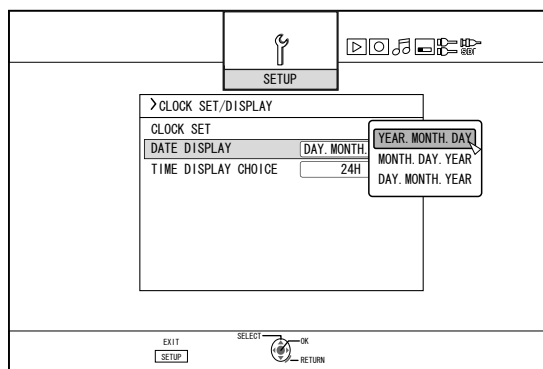 SETUP
CLOCK SET/DISPLAY
CLOCK SET
DATE DISPLAY
DAY. MONTH.
TIME DISPLAY CHOICE
24H
YEAR. MONTH. DAY
MONTH. DAY. YEAR
DAY. MONTH. YEAR
EXIT
SETUP
SELECT
OK
RETURN